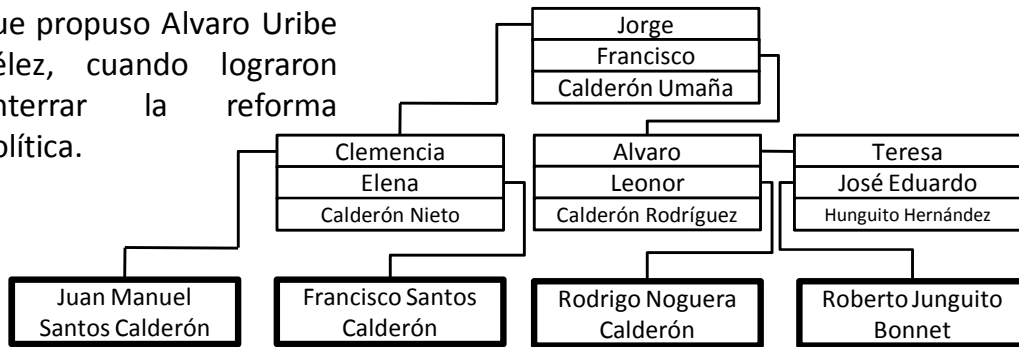 ue propuso Alvaro Uribe
élez, cuando lograron
nterrar la reforma
olítica.
Jorge
Francisco
Calderón Umaña
Clemencia
Elena
Calderón Nieto
Alvaro
Leonor
Calderón Rodríguez
Teresa
José Eduardo
Hunguito Hernández
Juan Manuel
Santos Calderón
Francisco Santos
Calderón
Rodrigo Noguera
Calderón
Roberto Junguito
Bonnet